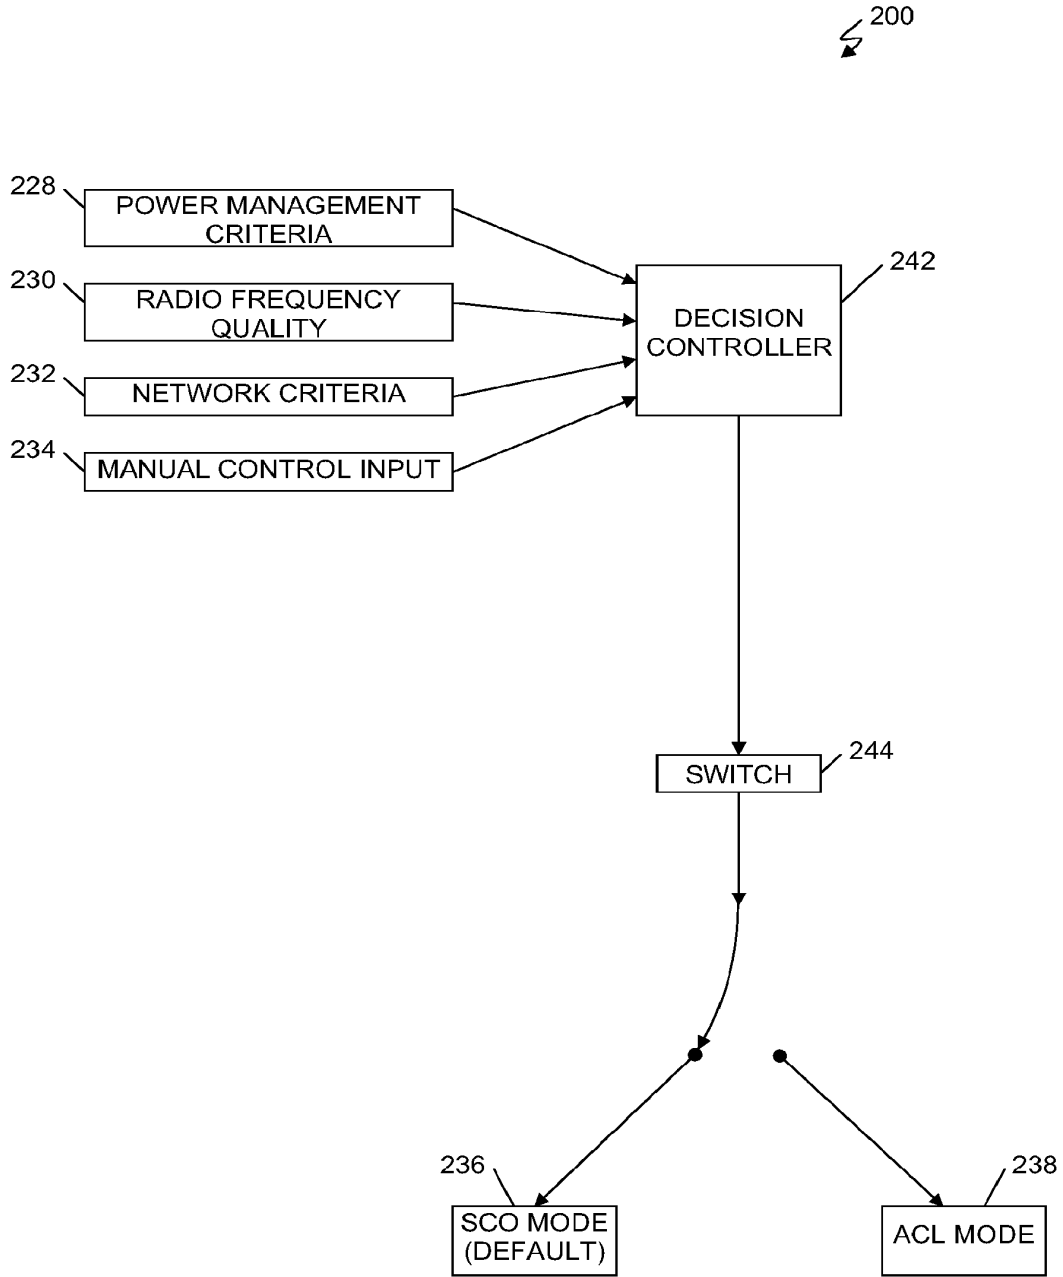 200
228
POWER MANAGEMENT
CRITERIA
230
RADIO FREQUENCY
QUALITY
232
NETWORK CRITERIA
234
MANUAL CONTROL INPUT
242
DECISION
CONTROLLER
244
SWITCH
236
SCO MODE
(DEFAULT)
238
ACL MODE